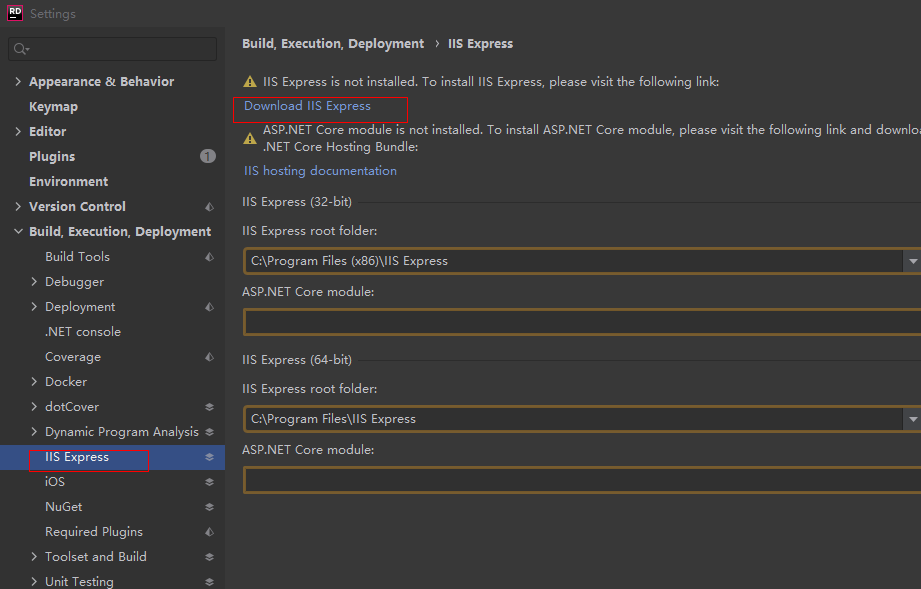 RD
Settings
Appearance & Behavior
Keymap
Editor
Plugins
1
Environment
Version Control
Build, Execution, Deployment
Build Tools
Debugger
Deployment
.NET console
Coverage
Docker
dotCover
Dynamic Program Analysis
IIS Express
iOS
NuGet
Required Plugins
Toolset and Build
Unit Testing
Build, Execution, Deployment › IIS Express
IIS Express is not installed. To install IIS Express, please visit the following link:
Download IIS Express
ASP.NET Core module is not installed. To install ASP.NET Core module, please visit the following link and downloa
.NET Core Hosting Bundle:
IIS hosting documentation
IIS Express (32-bit)
IIS Express root folder:
C:\Program Files (x86)\IIS Express
ASP.NET Core module:
IIS Express (64-bit)
IIS Express root folder:
C:\Program Files\IIS Express
ASP.NET Core module: